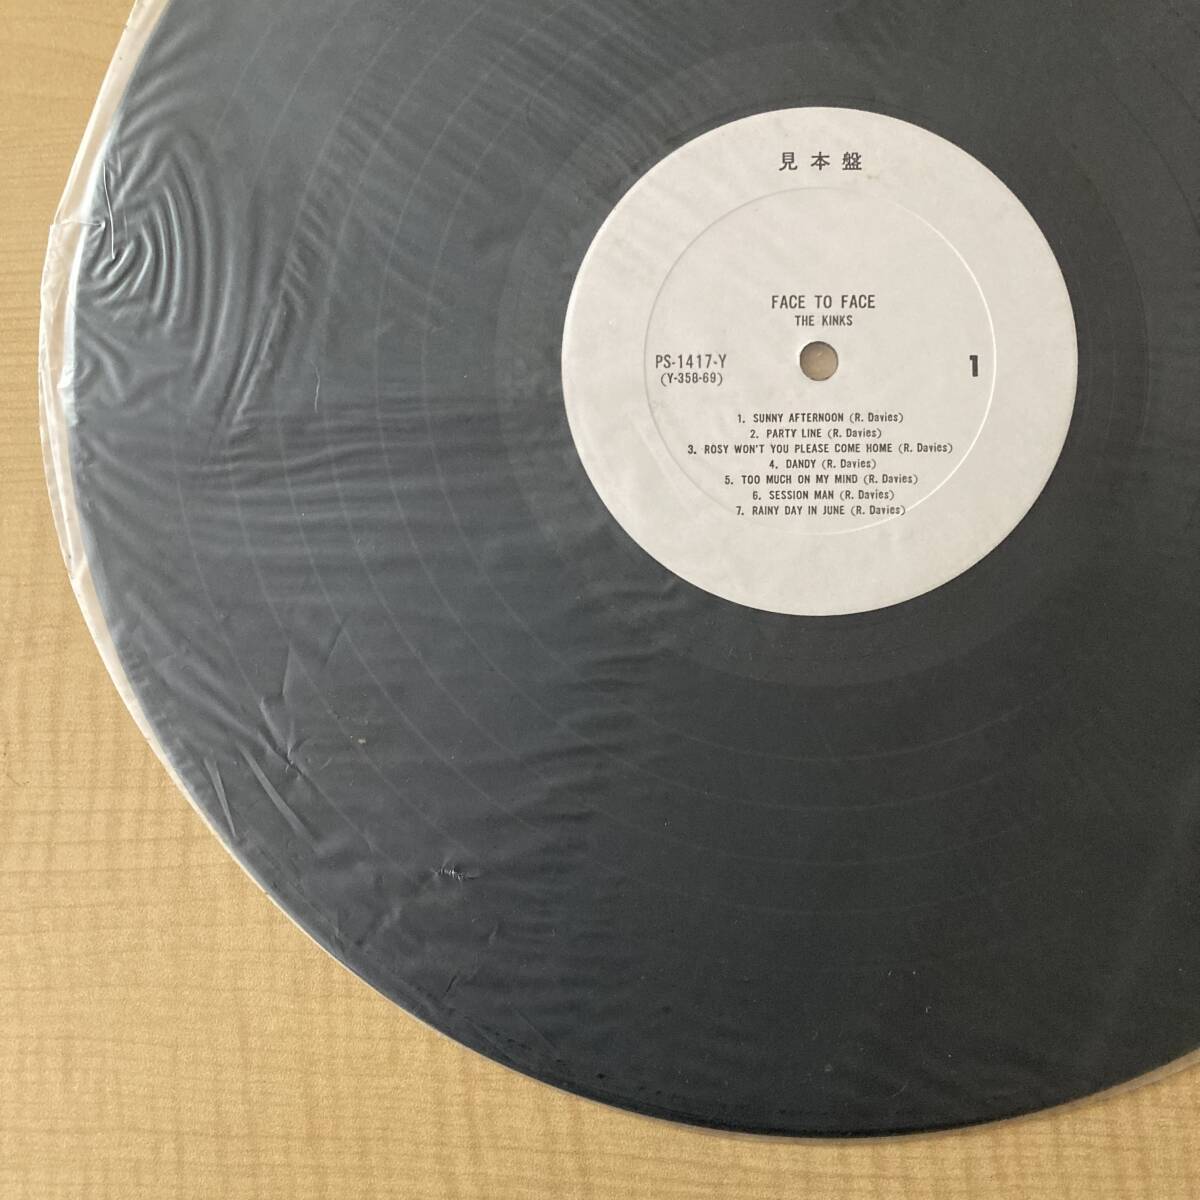 見本盤
FACE TO FACE
THE KINKS
PS-1417-Y
(Y-358-69)
1
1. SUNNY AFTERNOON (R. Davies)
2. PARTY LINE (R. Davies)
3. ROSY WON'T YOU PLEASE COME HOME (R. Davies)
4. DANDY (R. Davies)
5. TOO MUCH ON MY MIND (R. Davies)
6. SESSION MAN (R. Davies)
7. RAINY DAY IN JUNE (R. Davies)